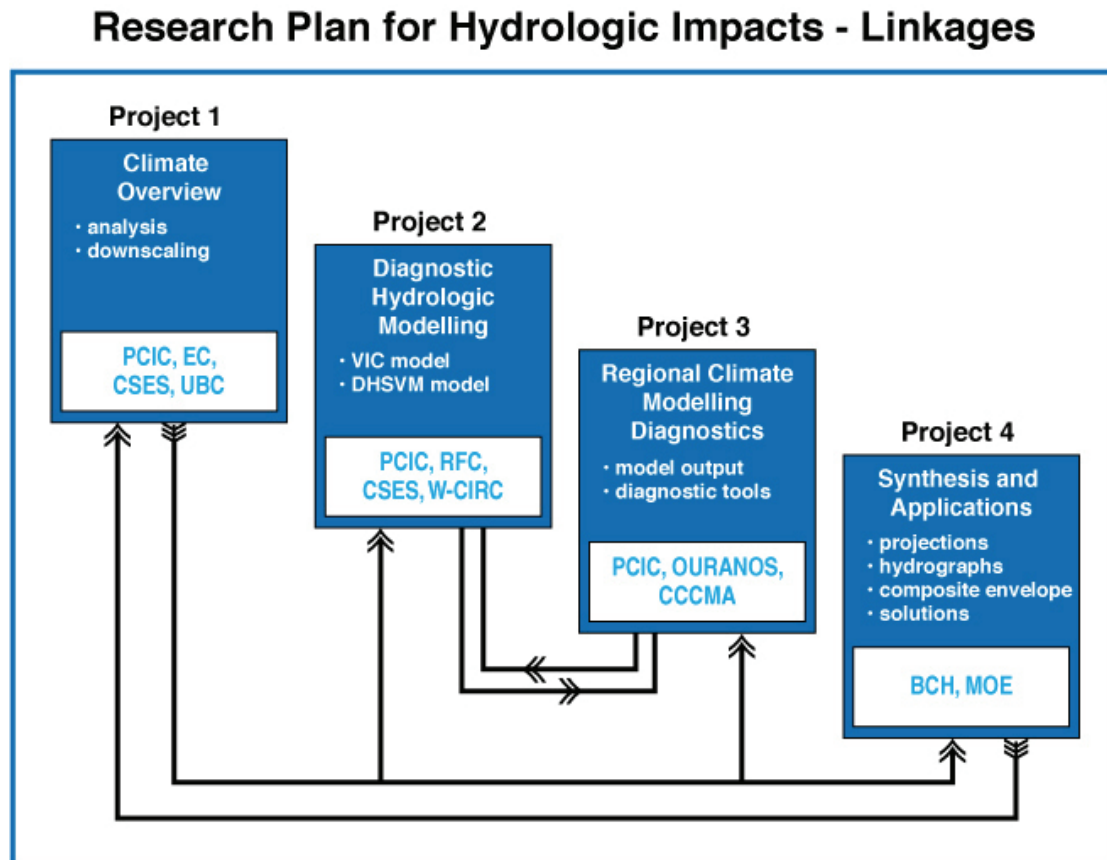 Research Plan for Hydrologic Impacts - Linkages
Project 1
Climate
Overview
· analysis
· downscaling
PCIC, EC,
CSES, UBC
Project 2
Diagnostic
Hydrologic
Modelling
· VIC model
· DHSVM model
PCIC, RFC,
CSES, W-CIRC
Project 3
Regional Climate
Modelling
Diagnostics
· model output
· diagnostic tools
PCIC, OURANOS,
CCCMA
Project 4
Synthesis and
Applications
· projections
· hydrographs
· composite envelope
· solutions
BCH, MOE